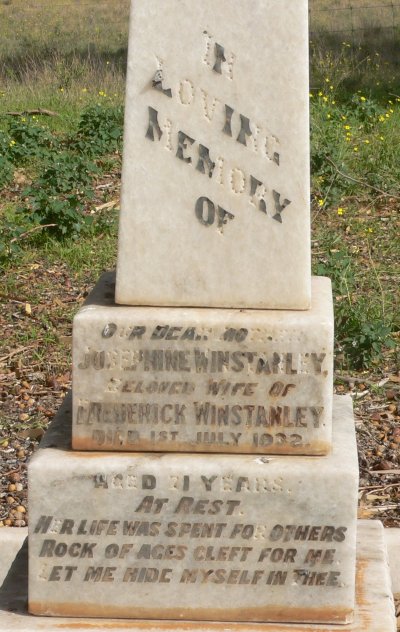 IN
LOVING
MEMORY
OF
OUR DEAR MOTHER
JOSEPHINE WINSTANLEY,
BELOVED WIFE OF
FREDERICK WINSTANLEY.
DIED 1ST JULY
AGED 71 YEARS.
AT REST.
HER LIFE WAS SPENT FOR OTHERS
ROCK OF AGES CLEFT FOR ME
LET ME HIDE MYSELF IN THEE.